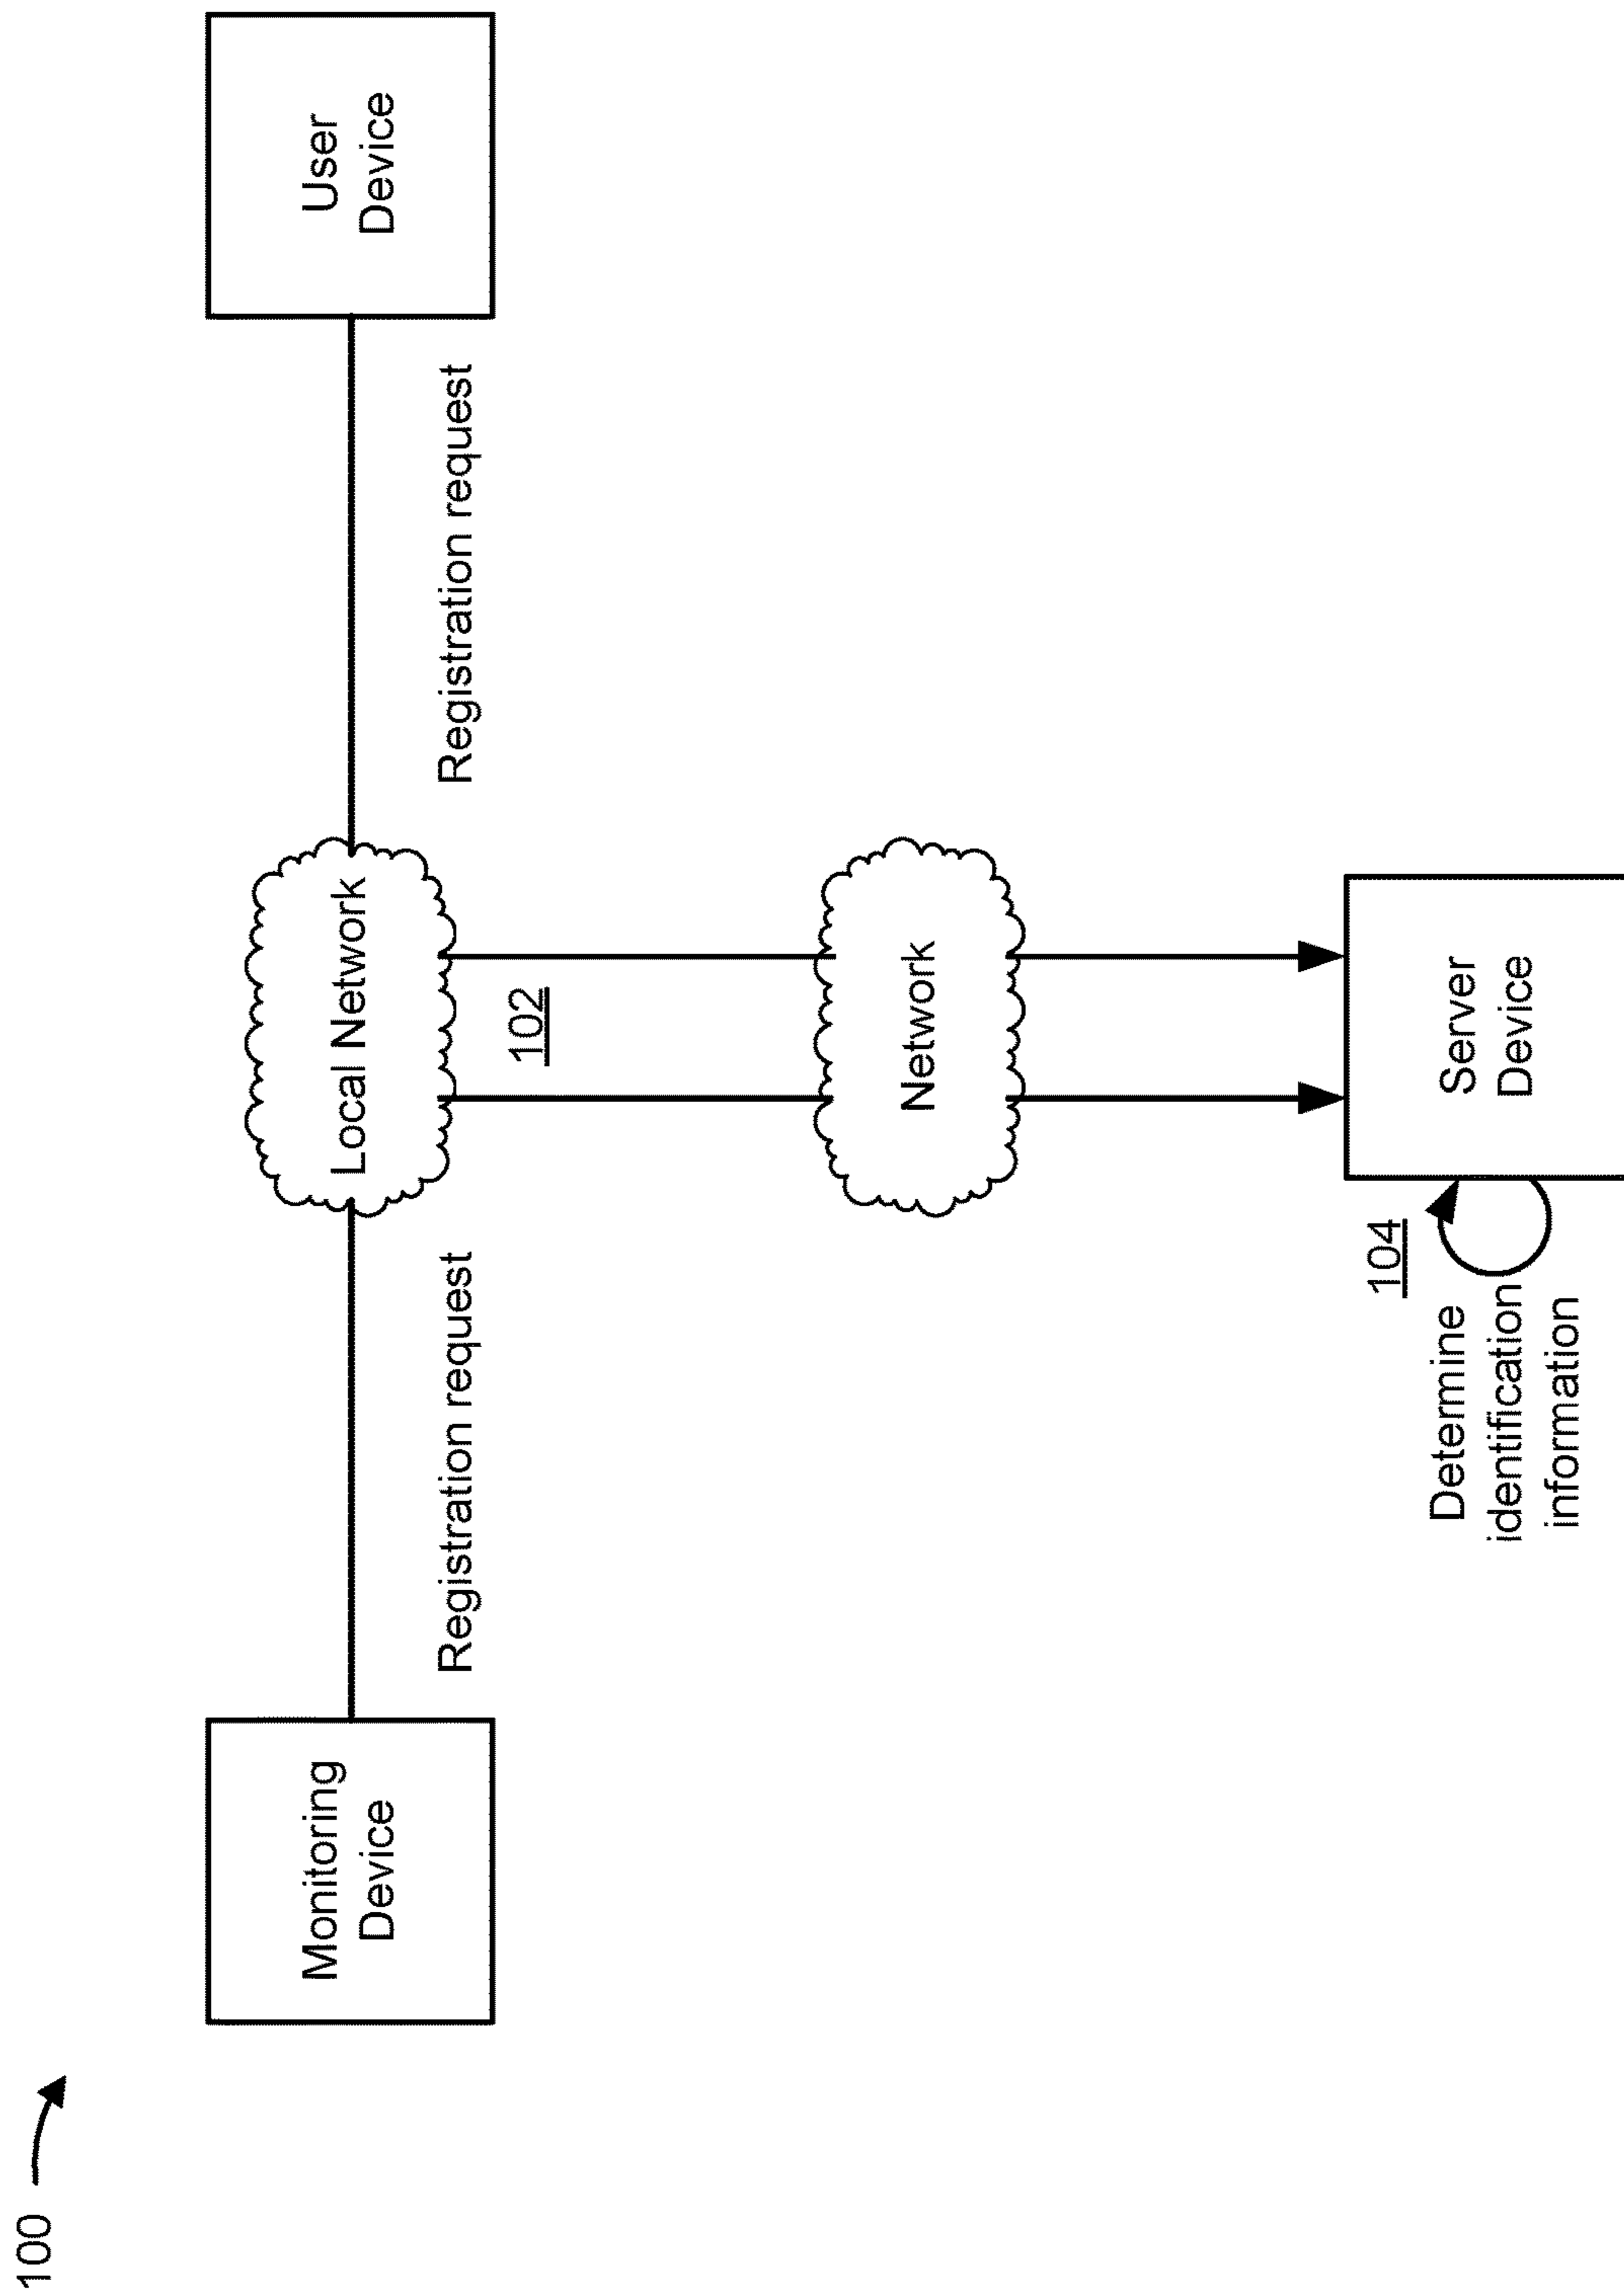 100
Monitoring
Device
Registration request
Local Network
102
Registration request
User
Device
Network
104
Determine
identification
information
Server
Device